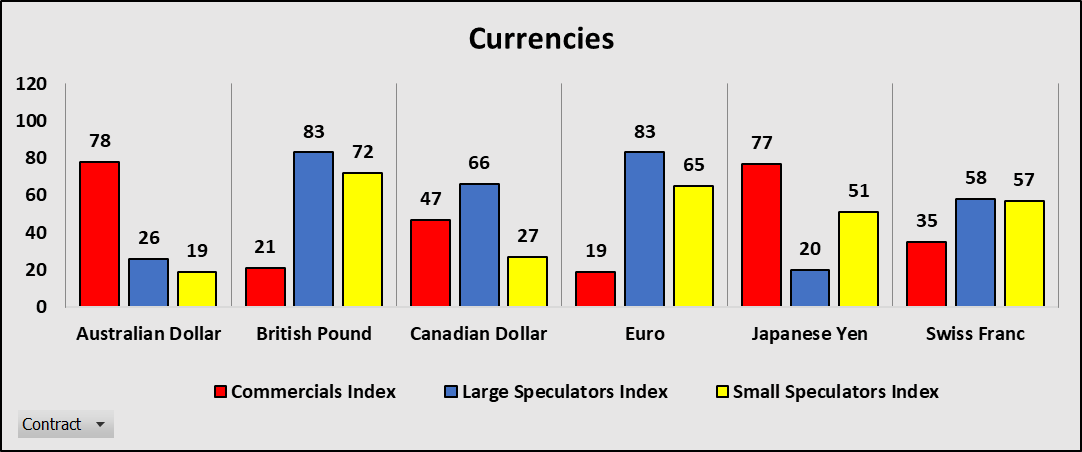 Currencies
120
100
80
60
40
20
0
78 26 19
21 83 72
47 66 27
19 83 65
77 20 51
35 58 57
Australian Dollar British Pound Canadian Dollar Euro Japanese Yen Swiss Franc
Commercials Index Large Speculators Index Small Speculators Index
Contract